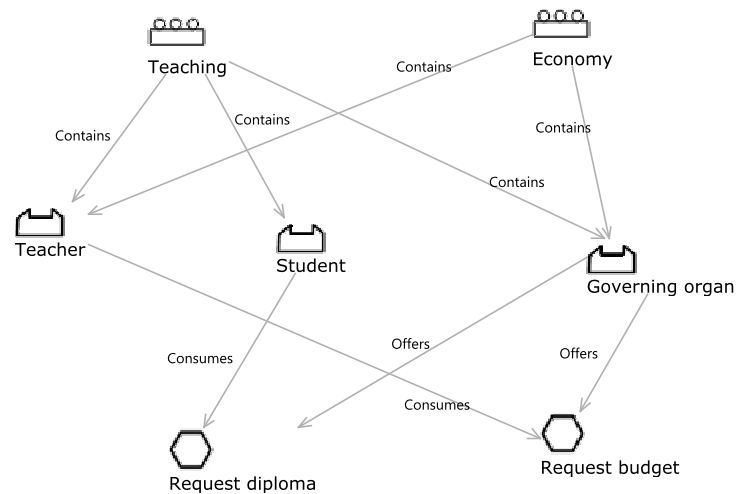 Teaching
Economy
Contains
Contains
Contains
Contains
Contains
Teacher
Student
Governing organ
Consumes
Offers
Offers
Consumes
Request diploma
Request budget